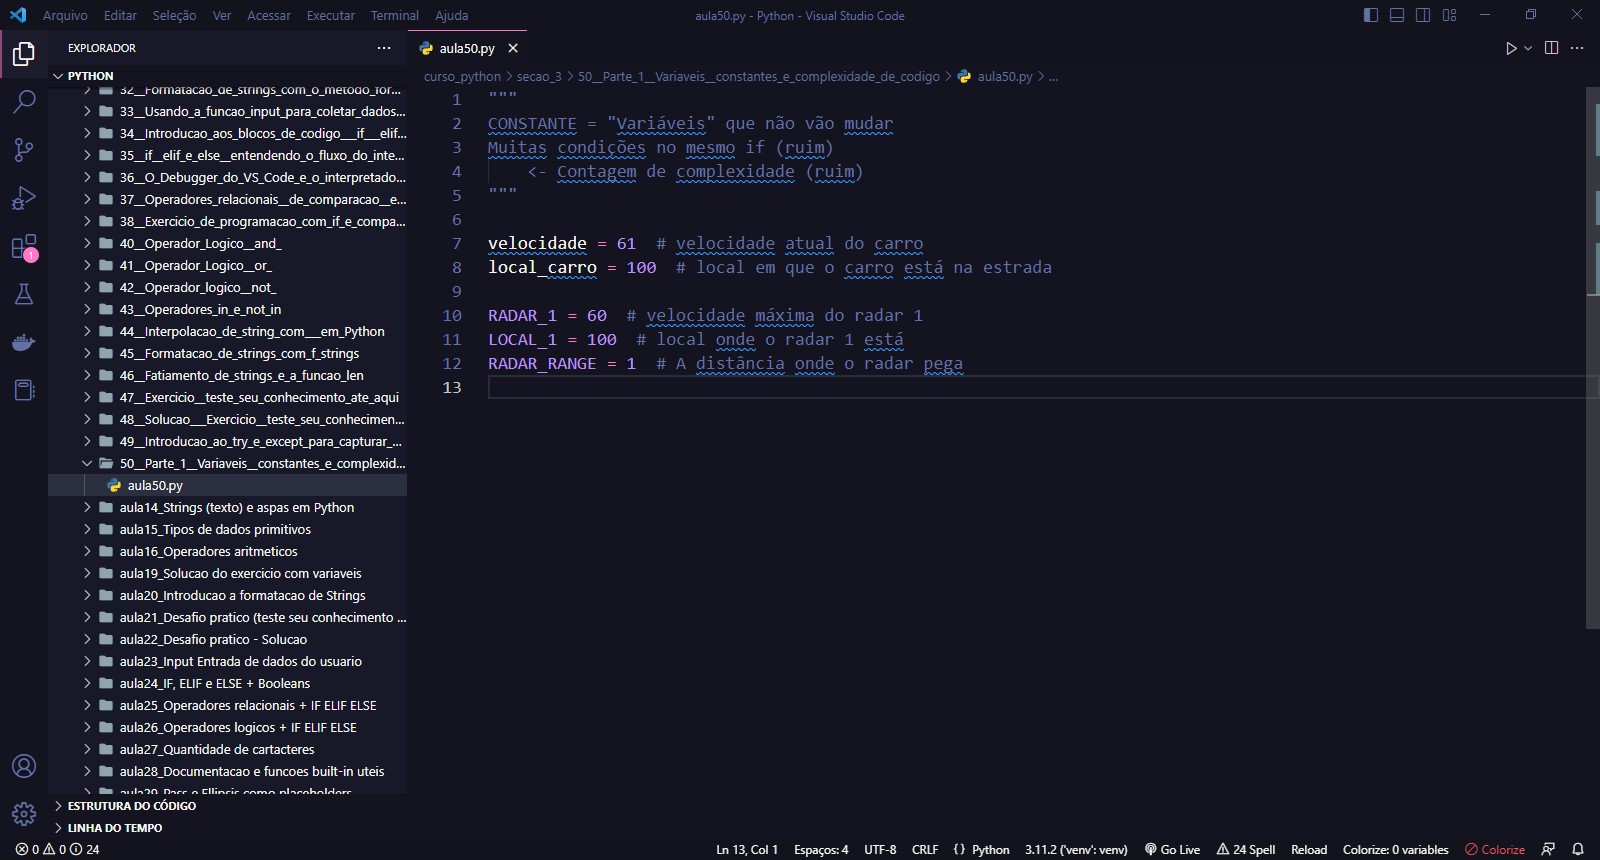 Arquivo Editar Seleção Ver Acessar Executar Terminal Ajuda
aula50.py - Python - Visual Studio Code
EXPLORADOR
PYTHON
32__Formatacao_de_strings_com_o_metodo_for...
33__Usando_a_funcao_input_para_coletar_dados...
34__Introducao_aos_blocos_de_codigo___if___elif...
35__if__elif_e_else__entendendo_o_fluxo_do_inte...
36__O_Debugger_do_VS_Code_e_o_interpretado...
37__Operadores_relacionais__de_comparacao__e...
38__Exercicio_de_programacao_com_if_e_compa...
40__Operador_Logico__and_
41__Operador_Logico__or_
42__Operador_logico__not_
43__Operadores_in_e_not_in
44__Interpolacao_de_string_com___em_Python
45__Formatacao_de_strings_com_f_strings
46__Fatiamento_de_strings_e_a_funcao_len
47__Exercicio__teste_seu_conhecimento_ate_aqui
48__Solucao___Exercicio__teste_seu_conhecimen...
49__Introducao_ao_try_e_except_para_capturar_...
50__Parte_1__Variaveis__constantes_e_complexid...
aula50.py
aula14_Strings (texto) e aspas em Python
aula15_Tipos de dados primitivos
aula16_Operadores aritmeticos
aula19_Solucao do exercicio com variaveis
aula20_Introducao a formatacao de Strings
aula21_Desafio pratico (teste seu conhecimento ...
aula22_Desafio pratico - Solucao
aula23_Input Entrada de dados do usuario
aula24_IF, ELIF e ELSE + Booleans
aula25_Operadores relacionais + IF ELIF ELSE
aula26_Operadores logicos + IF ELIF ELSE
aula27_Quantidade de cartacteres
aula28_Documentacao e funcoes built-in uteis
aula29_Pass e Ellipsis como placeholders
ESTRUTURA DO CÓDIGO
LINHA DO TEMPO
1
aula50.py
curso_python > secao_3 > 50__Parte_1__Variaveis__constantes_e_complexidade_de_codigo > aula50.py > ...
1 """
2 CONSTANTE = "Variáveis" que não vão mudar
3 Muitas condições no mesmo if (ruim)
4     <- Contagem de complexidade (ruim)
5 """
6
7 velocidade = 61  # velocidade atual do carro
8 local_carro = 100  # local em que o carro está na estrada
9
10 RADAR_1 = 60  # velocidade máxima do radar 1
11 LOCAL_1 = 100  # local onde o radar 1 está
12 RADAR_RANGE = 1  # A distância onde o radar pega
13
0 0 24 Ln 13, Col 1 Espaços: 4 UTF-8 CRLF {} Python 3.11.2 ('venv': venv) Go Live 24 Spell Reload Colorize: 0 variables Colorize